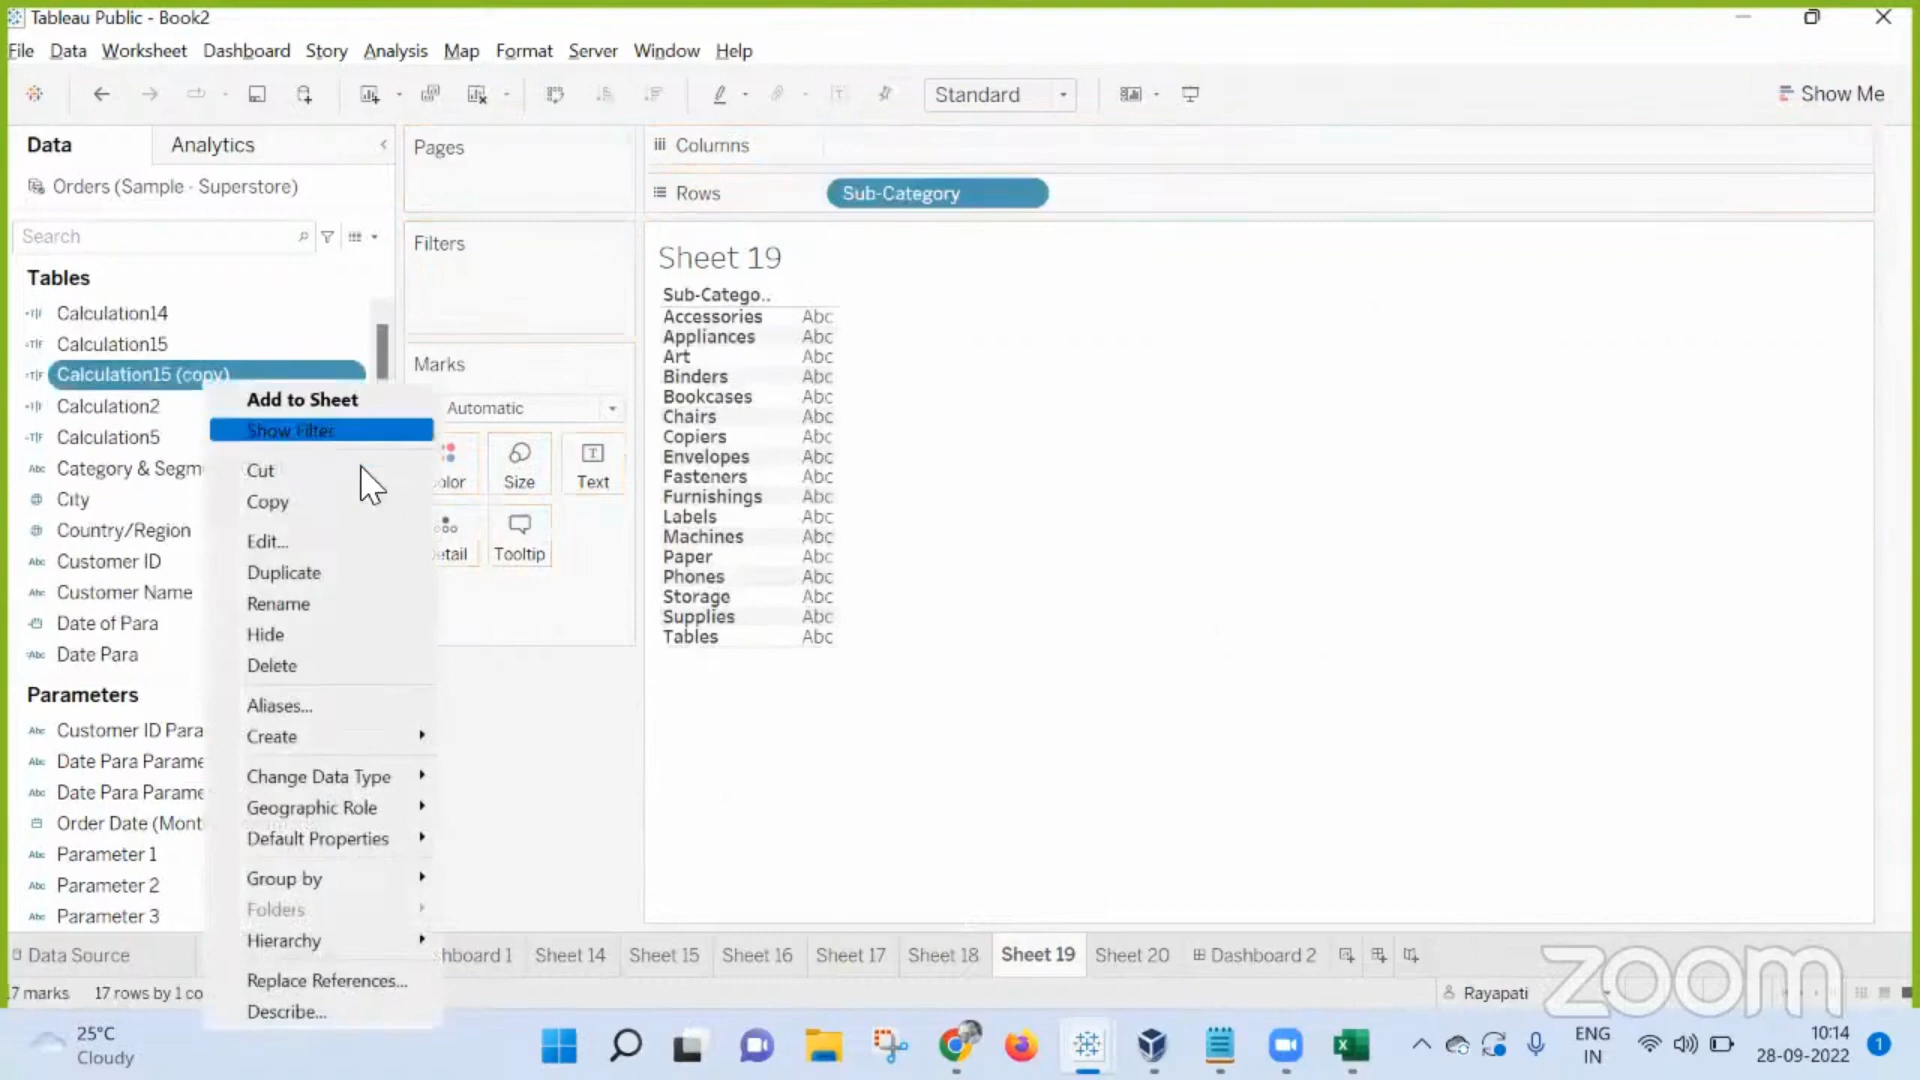 Tableau Public - Book2
File Data Worksheet Dashboard Story Analysis Map Format Server Window Help
Standard
Show Me
Data
Analytics
Pages
Columns
Orders (Sample - Superstore)
Rows
Sub-Category
Search
Filters
Sheet 19
Tables
Sub-Catego..
Calculation14
Calculation15
Calculation15 (copy)
Calculation2
Calculation5
Category & Segm
City
Country/Region
Customer ID
Customer Name
Date of Para
Date Para
Parameters
Customer ID Para
Date Para Parame
Date Para Parame
Order Date (Mont
Parameter 1
Parameter 2
Parameter 3
Add to Sheet
Show Filter
Cut
Copy
Edit...
Duplicate
Rename
Hide
Delete
Aliases...
Create
Change Data Type
Geographic Role
Default Properties
Group by
Folders
Hierarchy
Replace References...
Describe...
Marks
Automatic
olor
Size
Text
etail
Tooltip
Accessories Abc
Appliances Abc
Art Abc
Binders Abc
Bookcases Abc
Chairs Abc
Copiers Abc
Envelopes Abc
Fasteners Abc
Furnishings Abc
Labels Abc
Machines Abc
Paper Abc
Phones Abc
Storage Abc
Supplies Abc
Tables Abc
Data Source
hboard 1
Sheet 14
Sheet 15
Sheet 16
Sheet 17
Sheet 18
Sheet 19
Sheet 20
Dashboard 2
17 marks
17 rows by 1 co
Rayapati
zoom
25°C
Cloudy
ENG
IN
10:14
28-09-2022
1